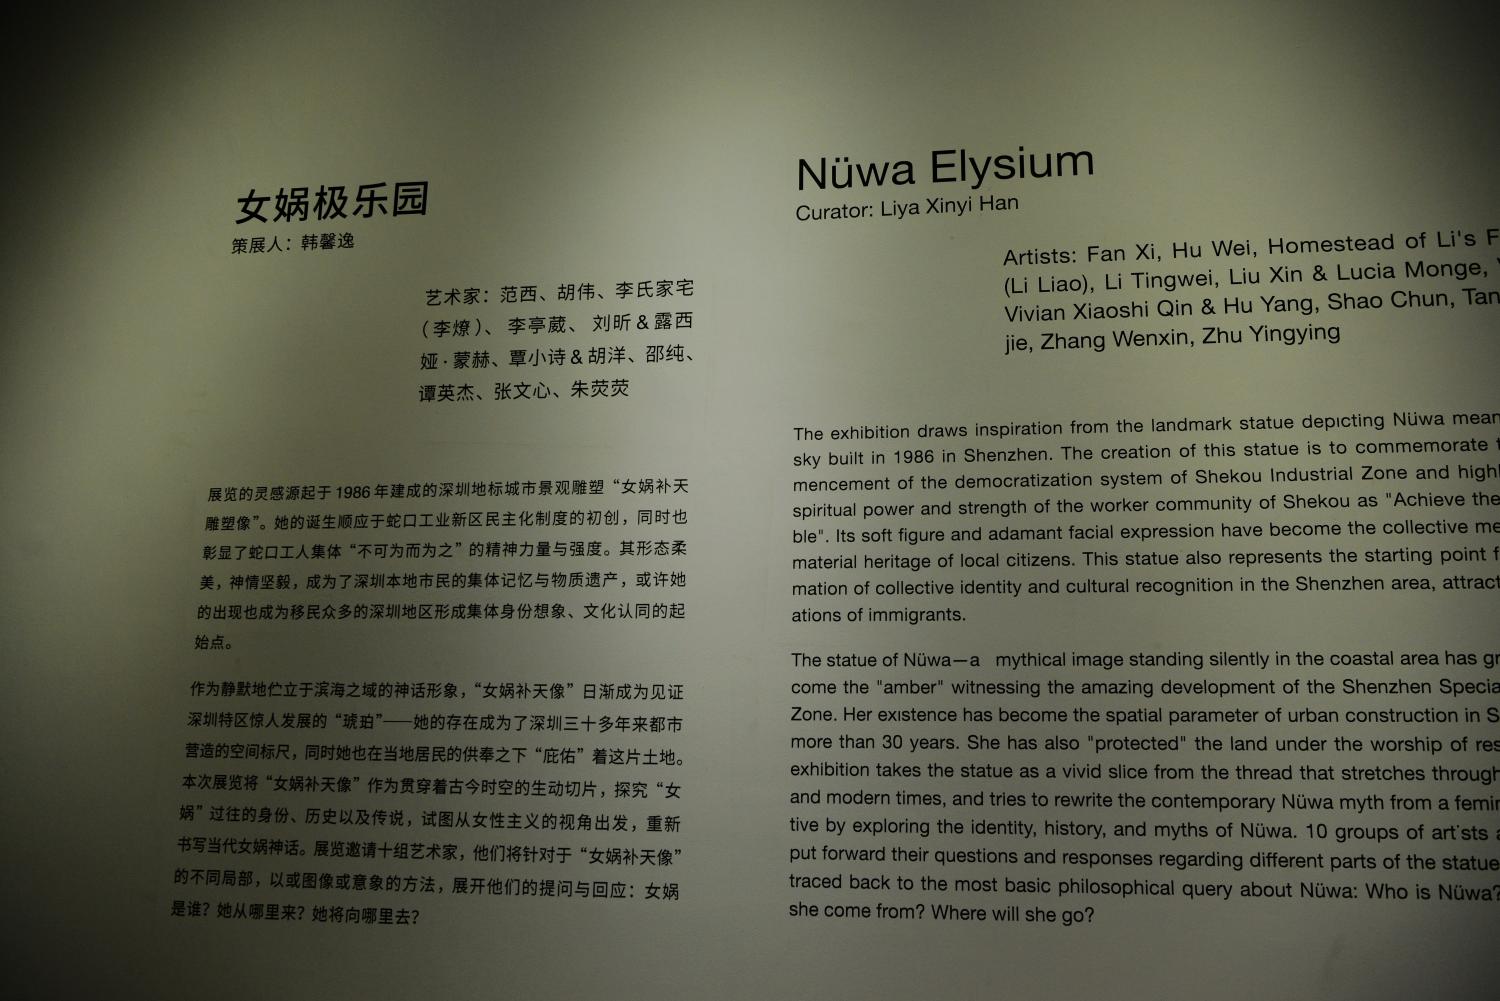 女娲极乐园
策展人：韩馨逸
艺术家：范西、胡伟、李氏家宅
（李燎）、李亭葳、刘昕&露西
娅·蒙赫、覃小诗&胡洋、邵纯、
谭英杰、张文心、朱荧荧
展览的灵感源起于1986年建成的深圳地标城市景观雕塑“女娲补天
雕塑像”。她的诞生顺应于蛇口工业新区民主化制度的初创，同时也
彰显了蛇口工人集体“不可为而为之”的精神力量与强度。其形态柔
美，神情坚毅，成为了深圳本地市民的集体记忆与物质遗产，或许她
的出现也成为移民众多的深圳地区形成集体身份想象、文化认同的起
始点。
作为静默地伫立于滨海之域的神话形象，“女娲补天像”日渐成为见证
深圳特区惊人发展的“琥珀”——她的存在成为了深圳三十多年来都市
营造的空间标尺，同时她也在当地居民的供奉之下“庇佑”着这片土地。
本次展览将“女娲补天像”作为贯穿着古今时空的生动切片，探究“女
娲”过往的身份、历史以及传说，试图从女性主义的视角出发，重新
书写当代女娲神话。展览邀请十组艺术家，他们将针对于“女娲补天像”
的不同局部，以或图像或意象的方法，展开他们的提问与回应：女娲
是谁？她从哪里来？她将向哪里去？
Nüwa Elysium
Curator: Liya Xinyi Han
Artists: Fan Xi, Hu Wei, Homestead of Li's
(Li Liao), Li Tingwei, Liu Xin & Lucia Monge,
Vivian Xiaoshi Qin & Hu Yang, Shao Chun, Tan
jie, Zhang Wenxin, Zhu Yingying
The exhibition draws inspiration from the landmark statue depicting Nüwa mean
sky built in 1986 in Shenzhen. The creation of this statue is to commemorate
mencement of the democratization system of Shekou Industrial Zone and high
spiritual power and strength of the worker community of Shekou as "Achieve the
ble". Its soft figure and adamant facial expression have become the collective me
material heritage of local citizens. This statue also represents the starting point f
mation of collective identity and cultural recognition in the Shenzhen area, attract
ations of immigrants.
The statue of Nüwa—a mythical image standing silently in the coastal area has gr
come the "amber" witnessing the amazing development of the Shenzhen Specia
Zone. Her existence has become the spatial parameter of urban construction in S
more than 30 years. She has also "protected" the land under the worship of res
exhibition takes the statue as a vivid slice from the thread that stretches through
and modern times, and tries to rewrite the contemporary Nüwa myth from a femin
tive by exploring the identity, history, and myths of Nüwa. 10 groups of artists a
put forward their questions and responses regarding different parts of the statue
traced back to the most basic philosophical query about Nüwa: Who is Nüwa?
she come from? Where will she go?